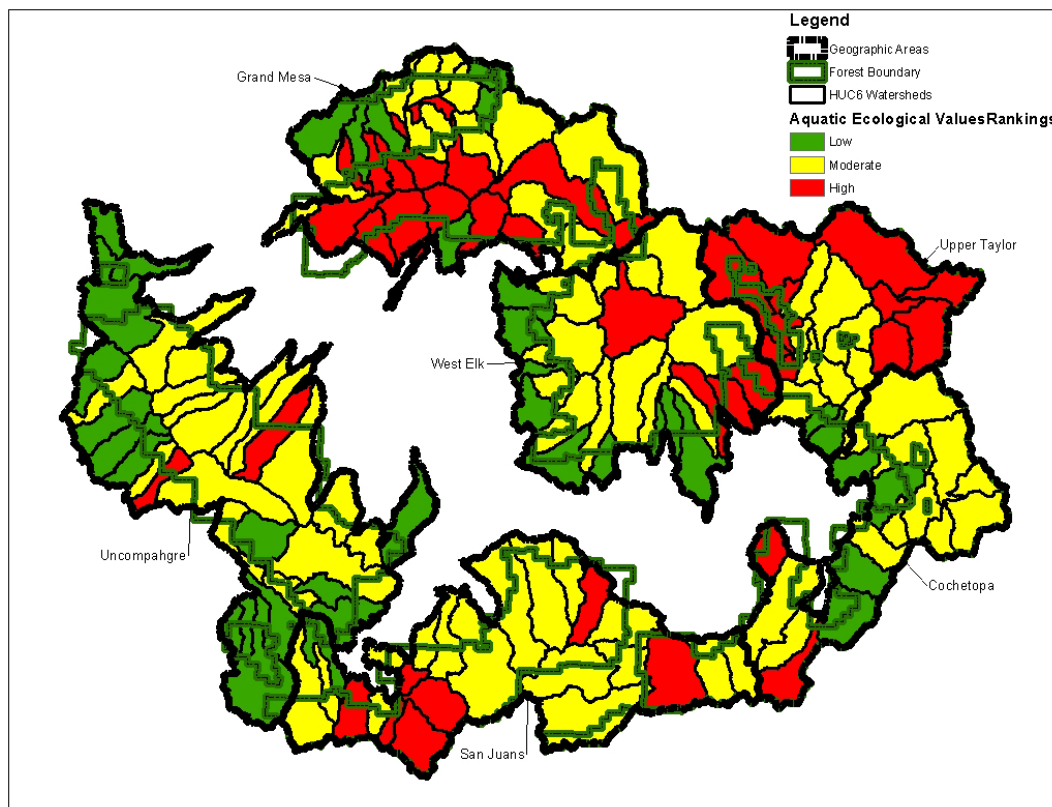 Legend
Geographic Areas
Forest Boundary
HUC6 Watersheds
Aquatic Ecological ValuesRankings
Low
Moderate
High
Grand Mesa
Upper Taylor
West Elk
Uncompahgre
Cochetopa
San Juans